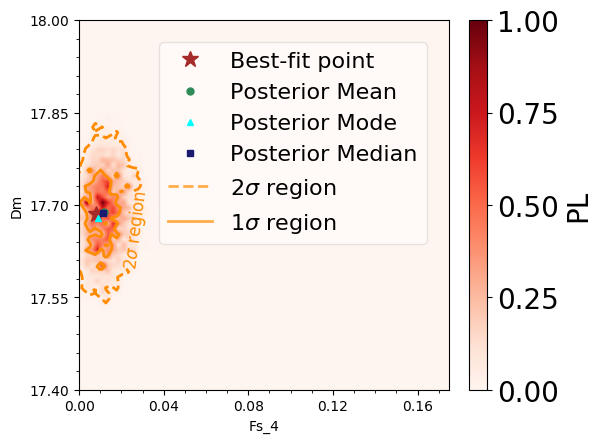 18.00
17.85
17.70
17.55
17.40
Dm
0.00
0.04
0.08
0.12
0.16
Fs_4
Best-fit point
Posterior Mean
Posterior Mode
Posterior Median
2σ region
1σ region
2σ region
1.00
0.75
0.50
0.25
0.00
PL